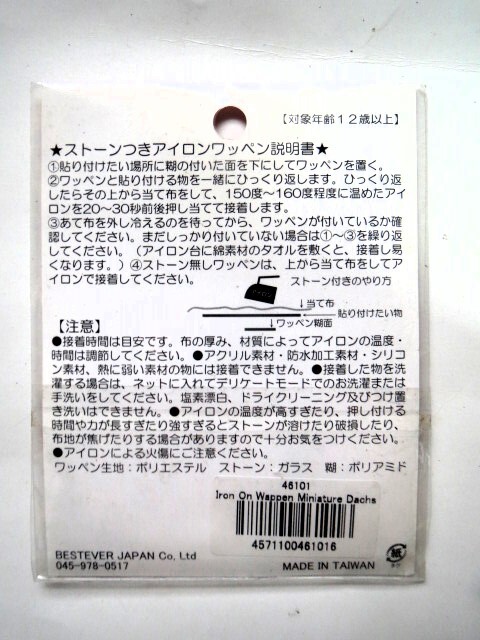 【対象年齢12歳以上】
★ストーンつきアイロンワッペン説明書★
①貼り付けたい場所に糊の付いた面を下にしてワッペンを置く。
②ワッペンと貼り付ける物を一緒にひっくり返します。ひっくり返
したらその上から当て布をして、150度〜160度程度に温めたアイ
ロンを20〜30秒前後押し当てて接着します。
③あて布を外し冷えるのを待ってから、ワッペンが付いているか確
認してください。まだしっかり付いていない場合は①〜③を繰り返
してください。（アイロン台に綿素材のタオルを敷くと、接着し易
くなります。）④ストーン無しワッペンは、上から当て布をしてア
イロンで接着してください。
ストーン付きのやり方
アイロン
↓当て布
貼り付けたい物
↓ワッペン糊面
【注意】
●接着時間は目安です。布の厚み、材質によってアイロンの温度・
時間は調節してください。●アクリル素材・防水加工素材・シリコ
ン素材、熱に弱い素材の物には接着できません。●接着した物を洗
濯する場合は、ネットに入れてデリケートモードでのお洗濯または
手洗いをしてください。塩素漂白、ドライクリーニング及びつけ置
き洗いはできません。●アイロンの温度が高すぎたり、押し付ける
時間や力が長すぎたり強すぎるとストーンが溶けたり破損したり、
布地が焦げたりする場合がありますので十分お気をつけください。
●アイロンによる火傷にご注意ください。
ワッペン生地：ポリエステル ストーン：ガラス 糊：ポリアミド
46101
Iron On Wappen Miniature Dachs
4571100461016
BESTEVER JAPAN Co, Ltd
045-978-0517
MADE IN TAIWAN
紙
タグ